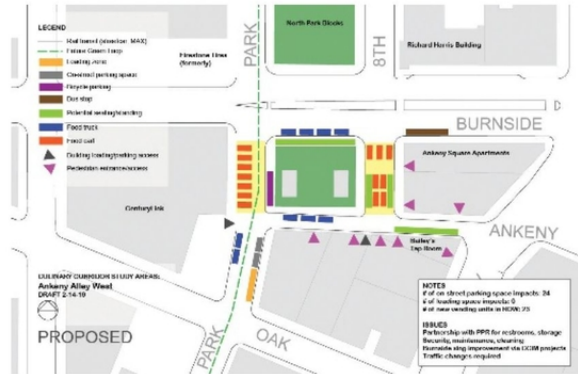 LEGEND
Rail transit (streetcar, MAX)
Future Green Loop
Loading zone
On-street parking space
Bicycle parking
Bus stop
Potential seating/standing
Food truck
Food cart
Building loading/parking access
Pedestrian entrance/access
Firestone Tires
(formerly)
PARK
North Park Blocks
8TH
Richard Harris Building
BURNSIDE
Ankeny Square Apartments
CenturyLink
ANKENY
Bailey's
Tap Room
CULINARY CORRIDOR STUDY AREAS:
Ankeny Alley West
DRAFT 2-14-19
PROPOSED
PARK
OAK
NOTES
# of on street parking space impacts: 24
# of loading space impacts: 0
# of new vending units in ROW: 23
ISSUES
Partnership with PPR for restrooms, storage
Security, maintenance, cleaning
Burnside xing improvement via CCIM projects
Traffic changes required